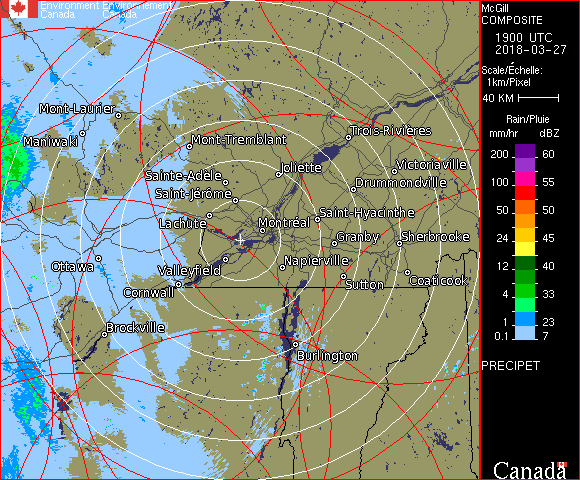 Environment Environnement
Canada Canada
McGill
COMPOSITE
1900 UTC
2018-03-27
Scale/Échelle:
1km/Pixel
40 KM
Rain/Pluie
mm/hr dBZ
200 60
100 55
50 50
24 45
12 40
4 33
1 23
0.1 7
PRECIPET
Canada
Mont-Laurier
Maniwaki
Mont-Tremblant
Trois-Rivières
Joliette
Victoriaville
Sainte-Adèle
Drummondville
Saint-Jérôme
Saint-Hyacinthe
Lachute
Montréal
Granby
Sherbrooke
Ottawa
Valleyfield
Napierville
Cornwall
Sutton
Coaticook
Brockville
Burlington